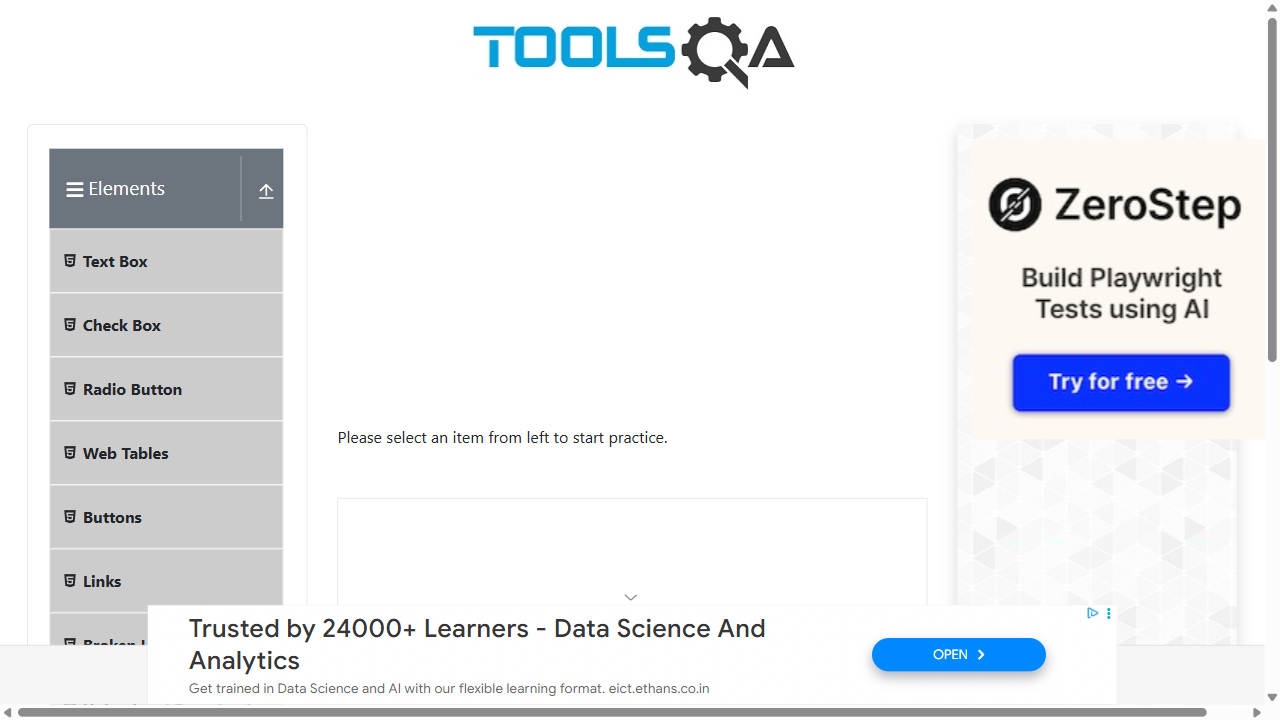 TOOLSQA
Elements
Text Box
Check Box
Radio Button
Web Tables
Buttons
Links
Please select an item from left to start practice.
ZeroStep
Build Playwright
Tests using AI
Try for free →
Trusted by 24000+ Learners - Data Science And
Analytics
Get trained in Data Science and AI with our flexible learning format. eict.ethans.co.in
OPEN